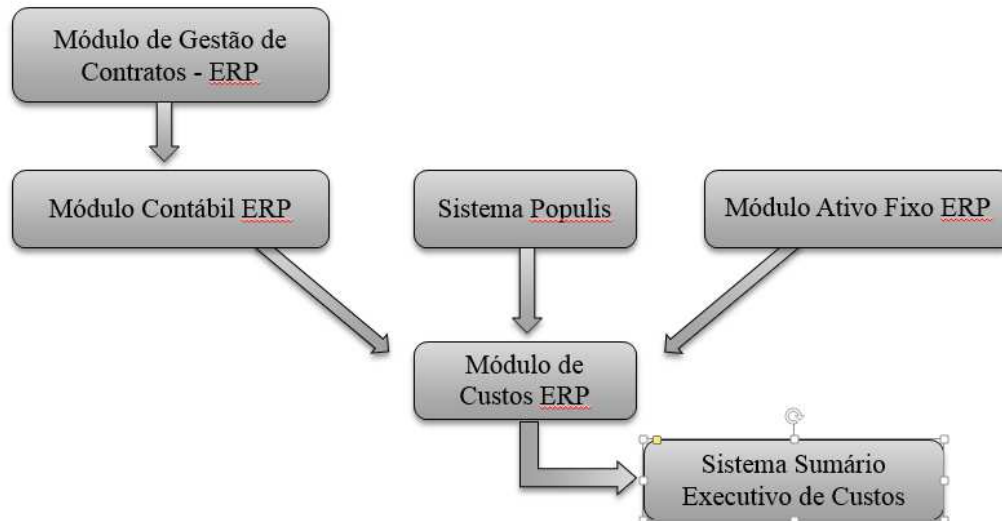 Módulo de Gestão de
Contratos - ERP
Módulo Contábil ERP
Sistema Populis
Módulo Ativo Fixo ERP
Módulo de
Custos ERP
Sistema Sumário
Executivo de Custos